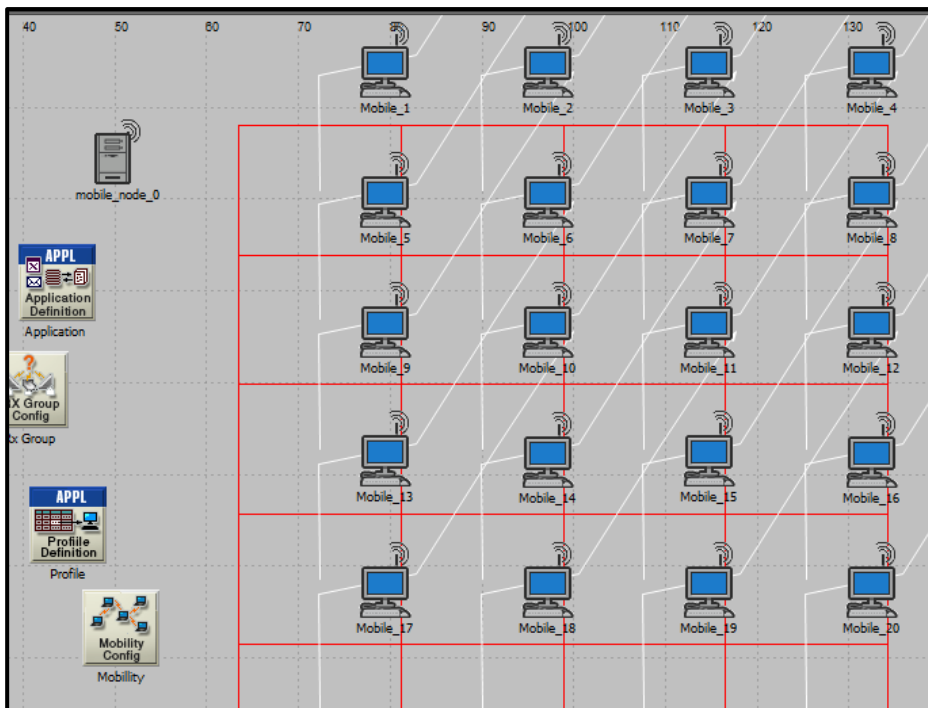 40 50 60 70 80 90 100 110 120 130
Mobile_1 Mobile_2 Mobile_3 Mobile_4
mobile_node_0
Mobile_5 Mobile_6 Mobile_7 Mobile_8
APPL
Application
Definition
Application
Mobile_9 Mobile_10 Mobile_11 Mobile_12
?
X Group
Config
x Group
Mobile_13 Mobile_14 Mobile_15 Mobile_16
APPL
Profile
Definition
Profile
Mobile_17 Mobile_18 Mobile_19 Mobile_20
Mobility
Config
Mobillity